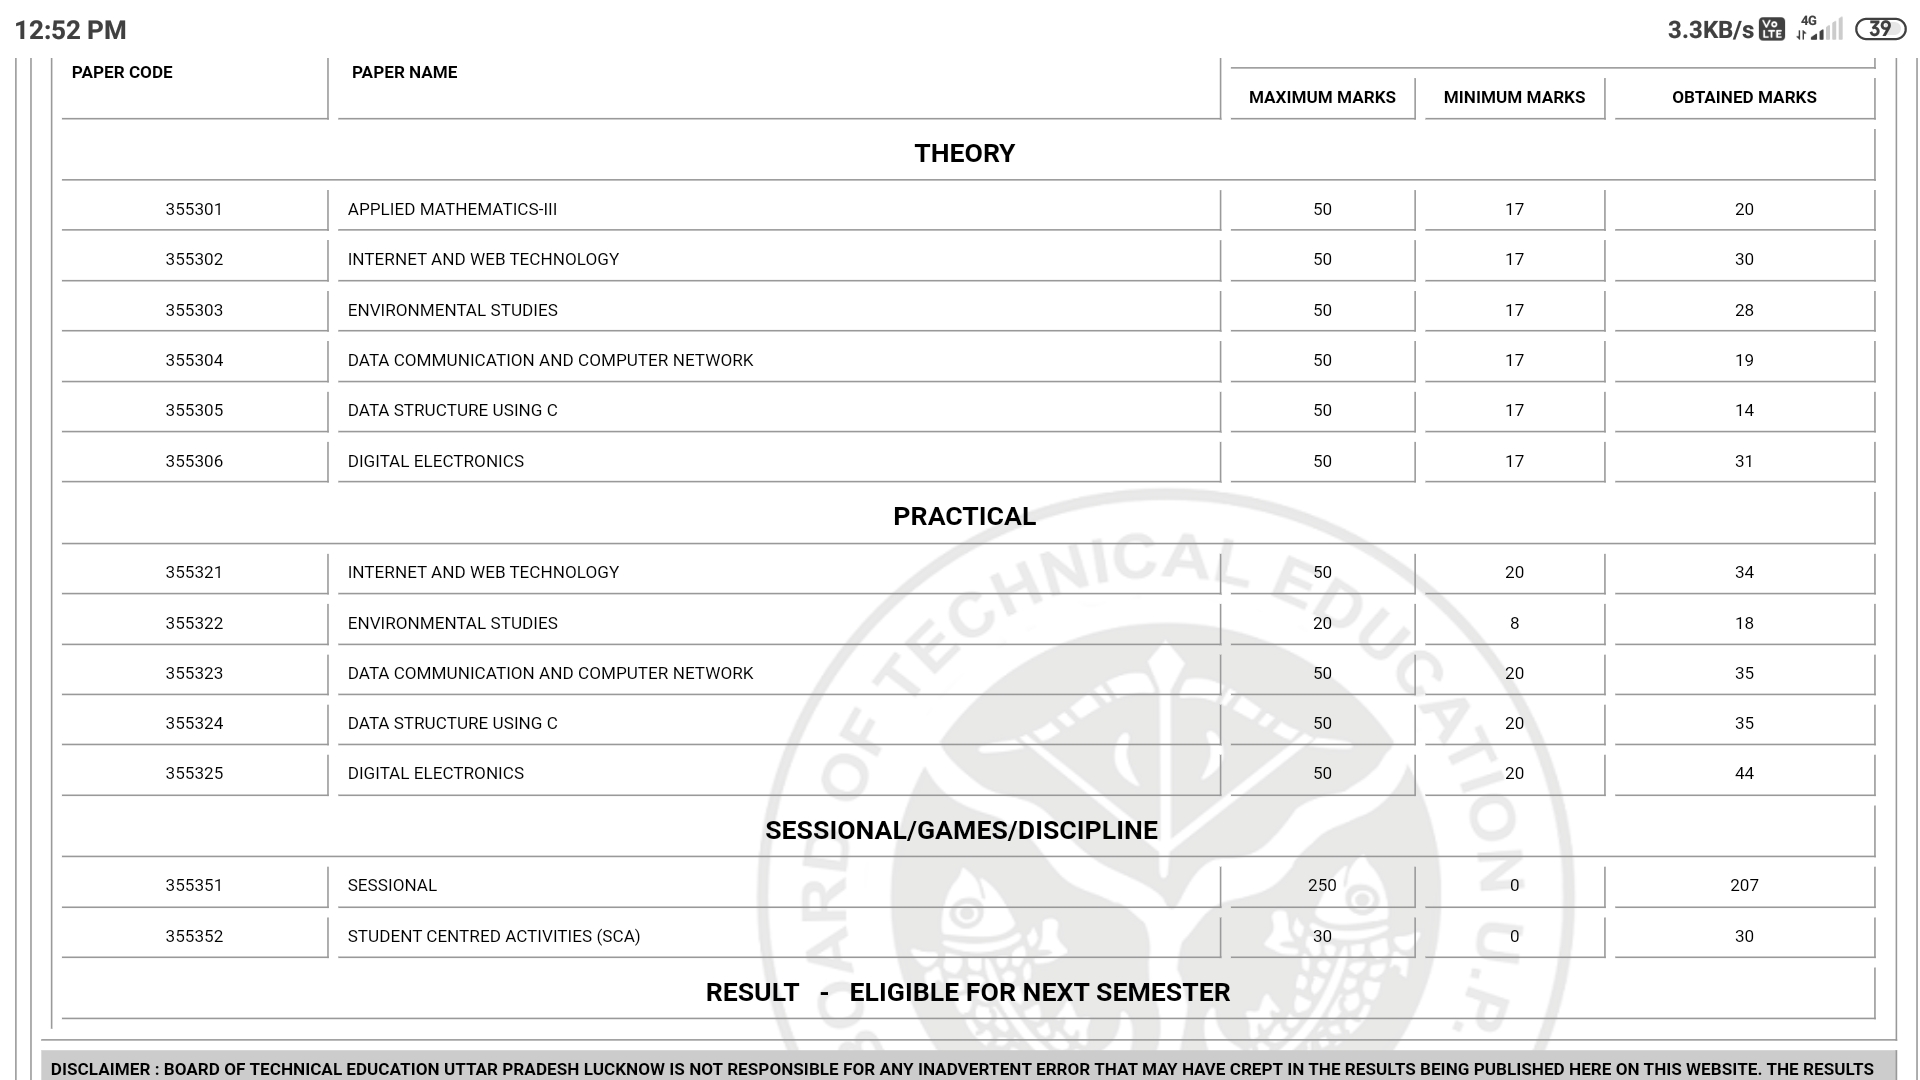 12:52 PM 3.3KB/s Vo LTE 4G 39
PAPER CODE PAPER NAME
MAXIMUM MARKS MINIMUM MARKS OBTAINED MARKS
THEORY
355301 APPLIED MATHEMATICS-III 50 17 20
355302 INTERNET AND WEB TECHNOLOGY 50 17 30
355303 ENVIRONMENTAL STUDIES 50 17 28
355304 DATA COMMUNICATION AND COMPUTER NETWORK 50 17 19
355305 DATA STRUCTURE USING C 50 17 14
355306 DIGITAL ELECTRONICS 50 17 31
PRACTICAL
355321 INTERNET AND WEB TECHNOLOGY 50 20 34
355322 ENVIRONMENTAL STUDIES 20 8 18
355323 DATA COMMUNICATION AND COMPUTER NETWORK 50 20 35
355324 DATA STRUCTURE USING C 50 20 35
355325 DIGITAL ELECTRONICS 50 20 44
SESSIONAL/GAMES/DISCIPLINE
355351 SESSIONAL 250 0 207
355352 STUDENT CENTRED ACTIVITIES (SCA) 30 0 30
RESULT - ELIGIBLE FOR NEXT SEMESTER
BOARD OF TECHNICAL EDUCATION U.P.
DISCLAIMER : BOARD OF TECHNICAL EDUCATION UTTAR PRADESH LUCKNOW IS NOT RESPONSIBLE FOR ANY INADVERTENT ERROR THAT MAY HAVE CREPT IN THE RESULTS BEING PUBLISHED HERE ON THIS WEBSITE. THE RESULTS